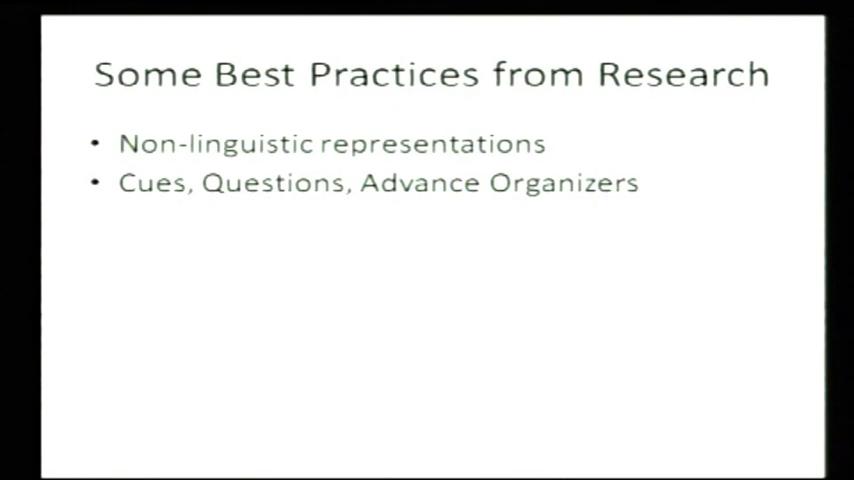 Some Best Practices from Research
• Non-linguistic representations
• Cues, Questions, Advance Organizers